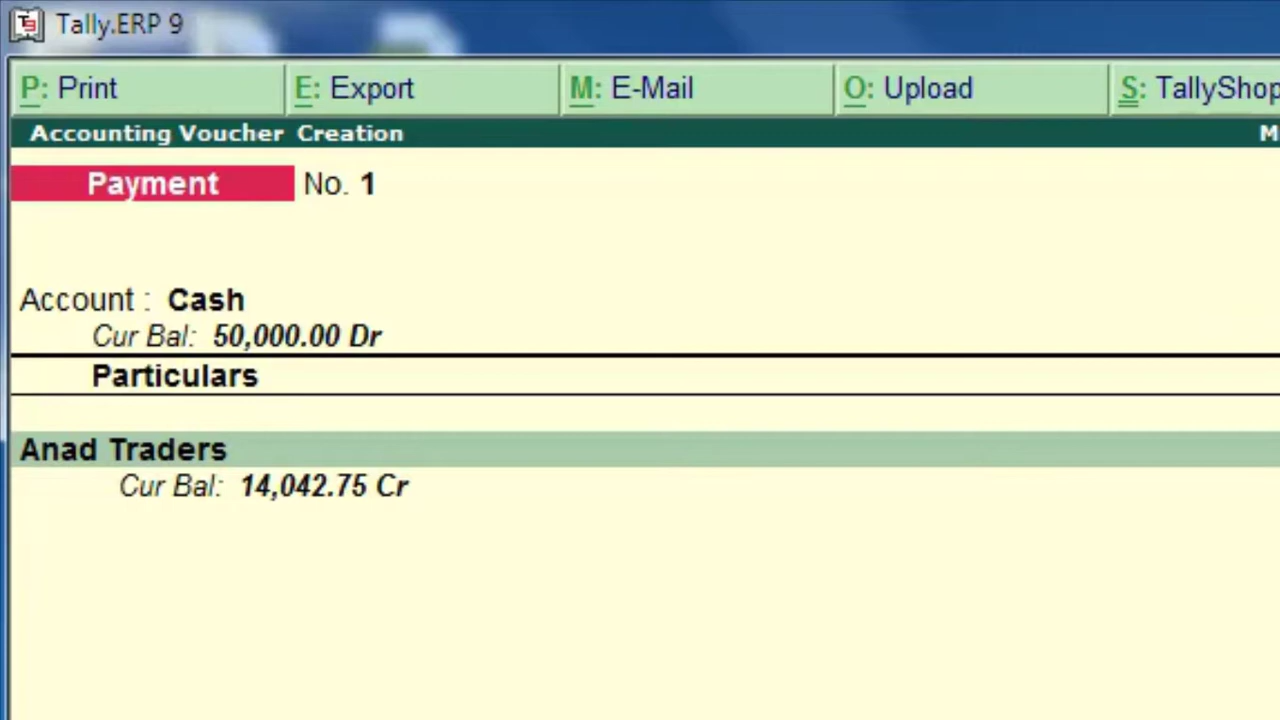 Tally.ERP 9
P: Print E: Export M: E-Mail O: Upload S: TallyShop
Accounting Voucher Creation M
Payment No. 1
Account : Cash
Cur Bal: 50,000.00 Dr
Particulars
Anad Traders
Cur Bal: 14,042.75 Cr